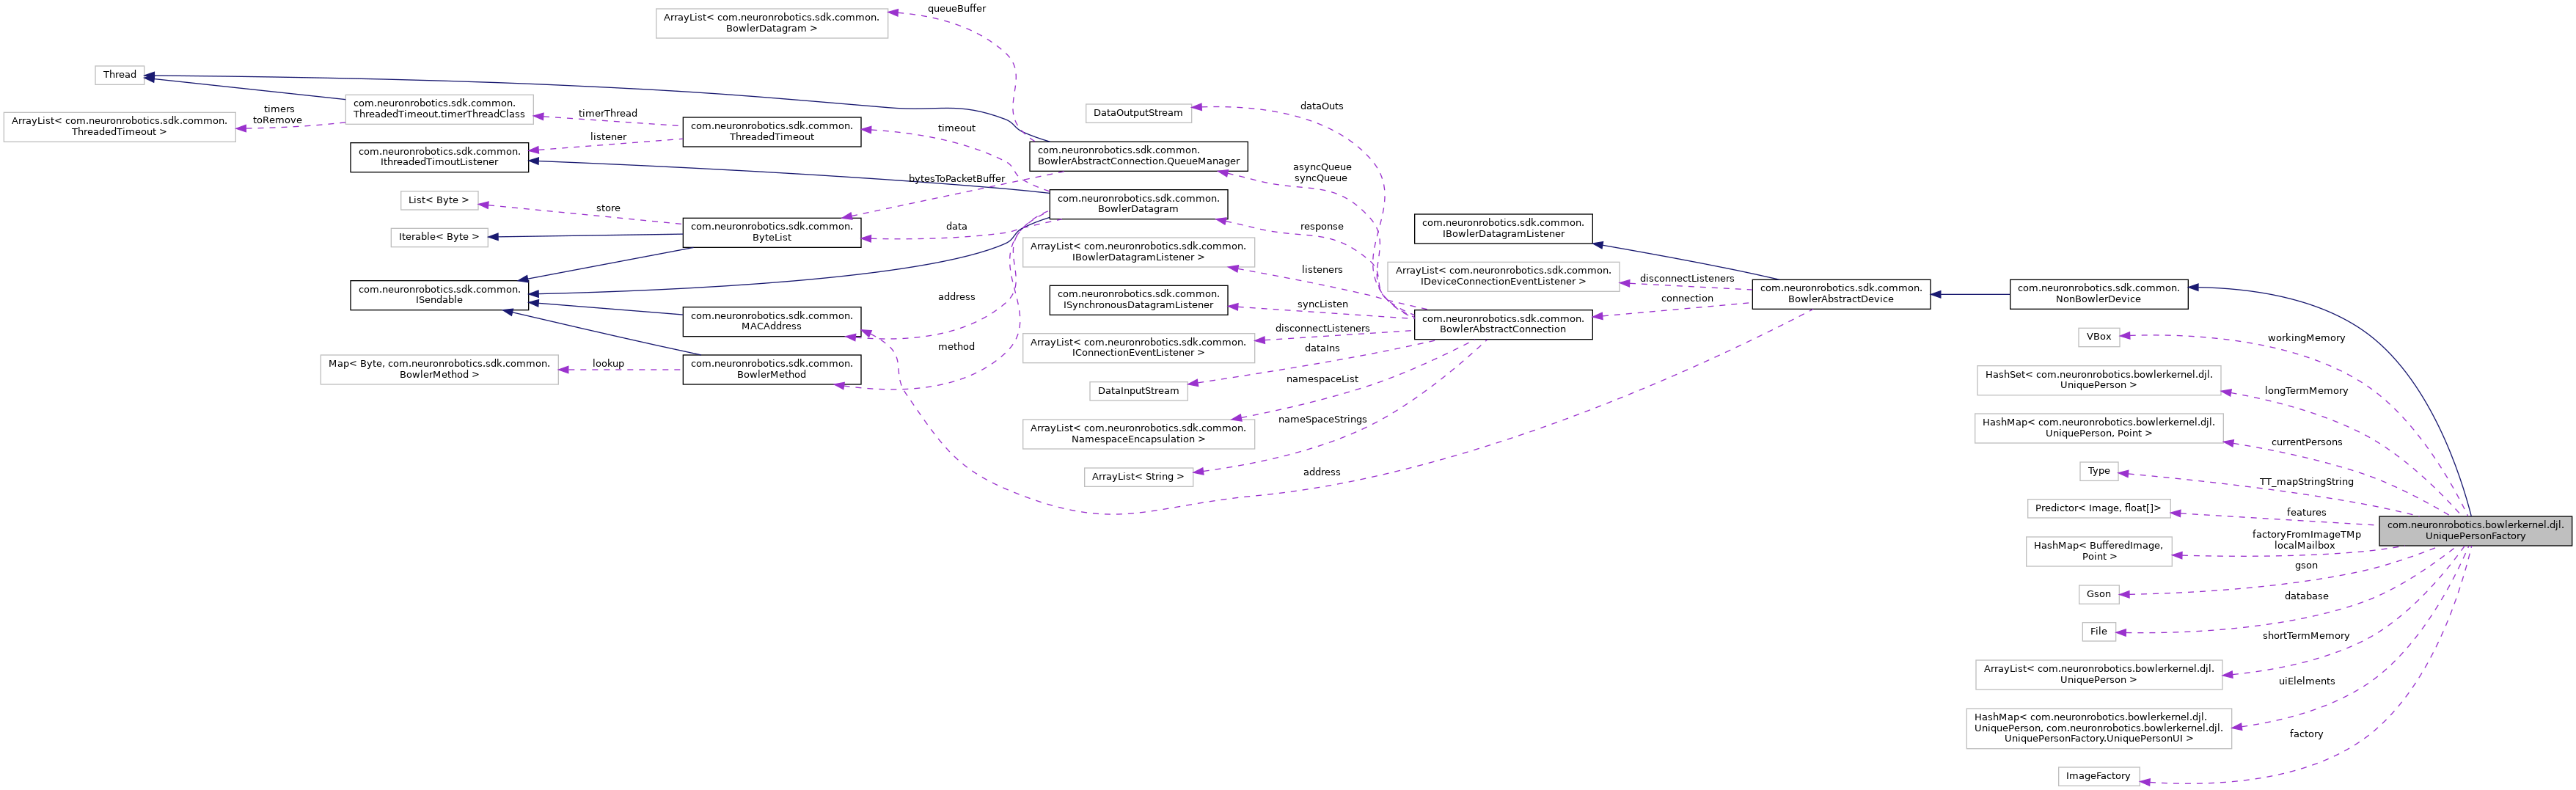 ArrayList< com.neuronrobotics.sdk.common.
BowlerDatagram >
queueBuffer
Thread
com.neuronrobotics.sdk.common.
ThreadedTimeout.timerThreadClass
timers
toRemove
ArrayList< com.neuronrobotics.sdk.common.
ThreadedTimeout >
timerThread
listener
com.neuronrobotics.sdk.common.
ThreadedTimeout
timeout
com.neuronrobotics.sdk.common.
IthreadedTimoutListener
bytesToPacketBuffer
List< Byte >
store
Iterable< Byte >
com.neuronrobotics.sdk.common.
ByteList
data
com.neuronrobotics.sdk.common.
ISendable
com.neuronrobotics.sdk.common.
MACAddress
address
method
Map< Byte, com.neuronrobotics.sdk.common.
BowlerMethod >
lookup
com.neuronrobotics.sdk.common.
BowlerMethod
DataOutputStream
dataOuts
com.neuronrobotics.sdk.common.
BowlerAbstractConnection.QueueManager
asyncQueue
syncQueue
com.neuronrobotics.sdk.common.
BowlerDatagram
response
ArrayList< com.neuronrobotics.sdk.common.
IBowlerDatagramListener >
listeners
com.neuronrobotics.sdk.common.
ISynchronousDatagramListener
syncListen
ArrayList< com.neuronrobotics.sdk.common.
IConnectionEventListener >
disconnectListeners
dataIns
DataInputStream
namespaceList
ArrayList< com.neuronrobotics.sdk.common.
NamespaceEncapsulation >
nameSpaceStrings
ArrayList< String >
address
com.neuronrobotics.sdk.common.
IBowlerDatagramListener
ArrayList< com.neuronrobotics.sdk.common.
IDeviceConnectionEventListener >
disconnectListeners
connection
com.neuronrobotics.sdk.common.
BowlerAbstractConnection
com.neuronrobotics.sdk.common.
BowlerAbstractDevice
com.neuronrobotics.sdk.common.
NonBowlerDevice
VBox
workingMemory
HashSet< com.neuronrobotics.bowlerkernel.djl.
UniquePerson >
longTermMemory
HashMap< com.neuronrobotics.bowlerkernel.djl.
UniquePerson, Point >
currentPersons
Type
TT_mapStringString
Predictor< Image, float[]>
features
com.neuronrobotics.bowlerkernel.djl.
UniquePersonFactory
HashMap< BufferedImage,
Point >
factoryFromImageTMp
localMailbox
Gson
gson
File
database
ArrayList< com.neuronrobotics.bowlerkernel.djl.
UniquePerson >
shortTermMemory
HashMap< com.neuronrobotics.bowlerkernel.djl.
UniquePerson, com.neuronrobotics.bowlerkernel.djl.
UniquePersonFactory.UniquePersonUI >
uiElelments
ImageFactory
factory